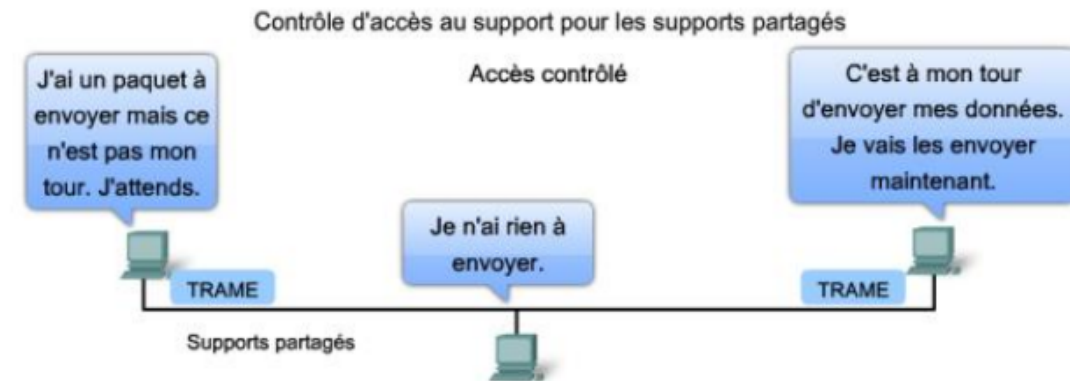 Contrôle d'accès au support pour les supports partagés
Accès contrôlé
J'ai un paquet à
envoyer mais ce
n'est pas mon
tour. J'attends.
Je n'ai rien à
envoyer.
C'est à mon tour
d'envoyer mes données.
Je vais les envoyer
maintenant.
TRAME
TRAME
Supports partagés